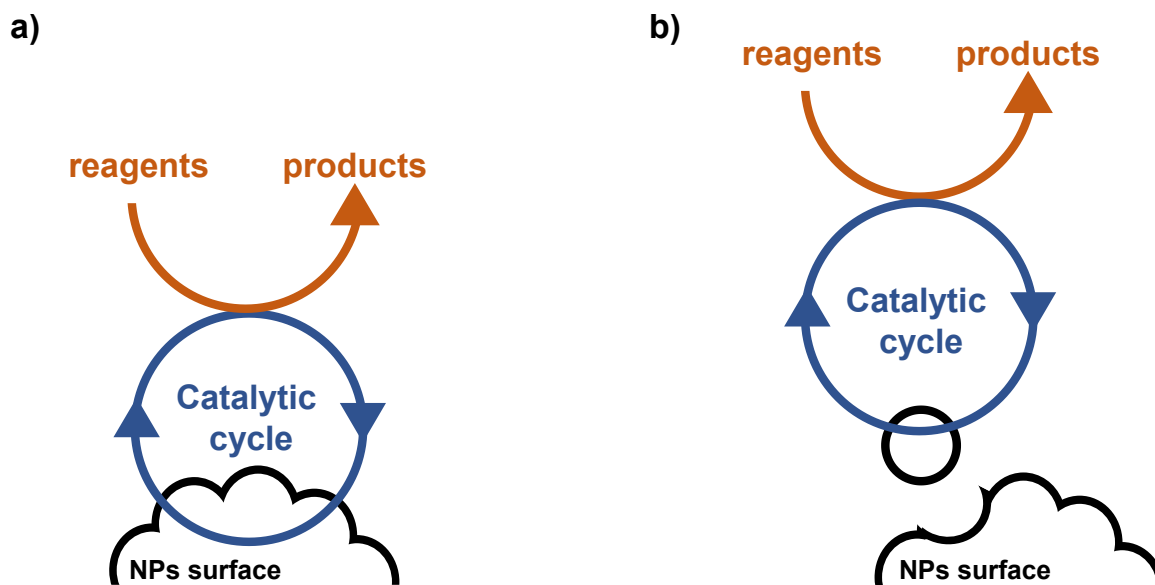 a)
reagents products
Catalytic
cycle
NPs surface
b)
reagents products
Catalytic
cycle
NPs surface